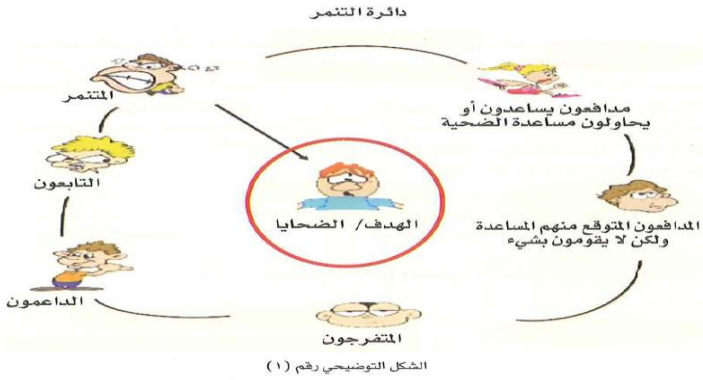 دائرة التنمر
المتنمر
مدافعون يساعدون أو
يحاولون مساعدة الضحية
التابعون
الهدف/ الضحايا
المدافعون المتوقع منهم المساعدة
ولكن لا يقومون بشيء
الداعمون
المتفرجون
الشكل التوضيحي رقم (١)